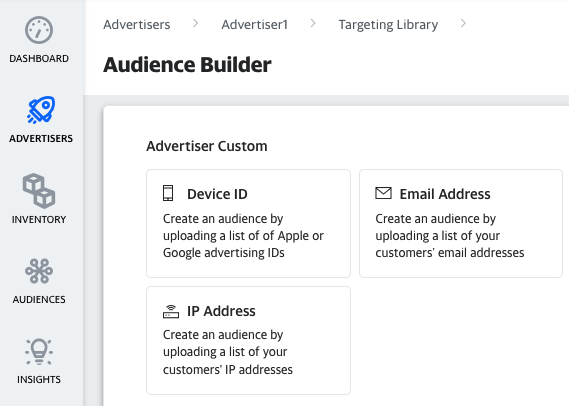 Advertisers > Advertiser1 > Targeting Library >
DASHBOARD
Audience Builder
ADVERTISERS
Advertiser Custom
Device ID
Create an audience by
uploading a list of of Apple or
Google advertising IDs
Email Address
Create an audience by
uploading a list of your
customers' email addresses
INVENTORY
AUDIENCES
IP Address
Create an audience by
uploading a list of your
customers' IP addresses
INSIGHTS